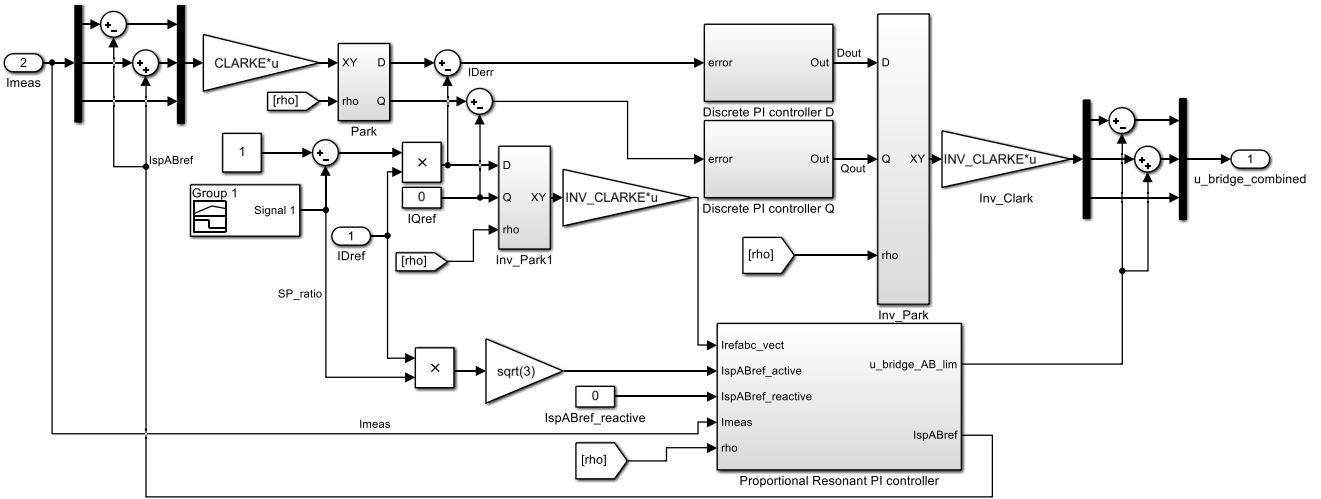 2
Imeas
+
-
+
+
CLARKE*u
XY
D
rho
Q
Park
[rho]
+
-
IDerr
+
-
error
Out
Discrete PI controller D
Dout
error
Out
Discrete PI controller Q
Qout
D
Q
XY
rho
Inv_Park
[rho]
INV_CLARKE*u
Inv_Clark
+
-
+
+
1
u_bridge_combined
IspABref
1
+
-
×
0
IQref
Group 1
Signal 1
1
IDref
[rho]
D
Q
XY
rho
Inv_Park1
INV_CLARKE*u
SP_ratio
×
sqrt(3)
0
IspABref_reactive
Imeas
[rho]
Irefabc_vect
IspABref_active
IspABref_reactive
Imeas
rho
u_bridge_AB_lim
IspABref
Proportional Resonant PI controller